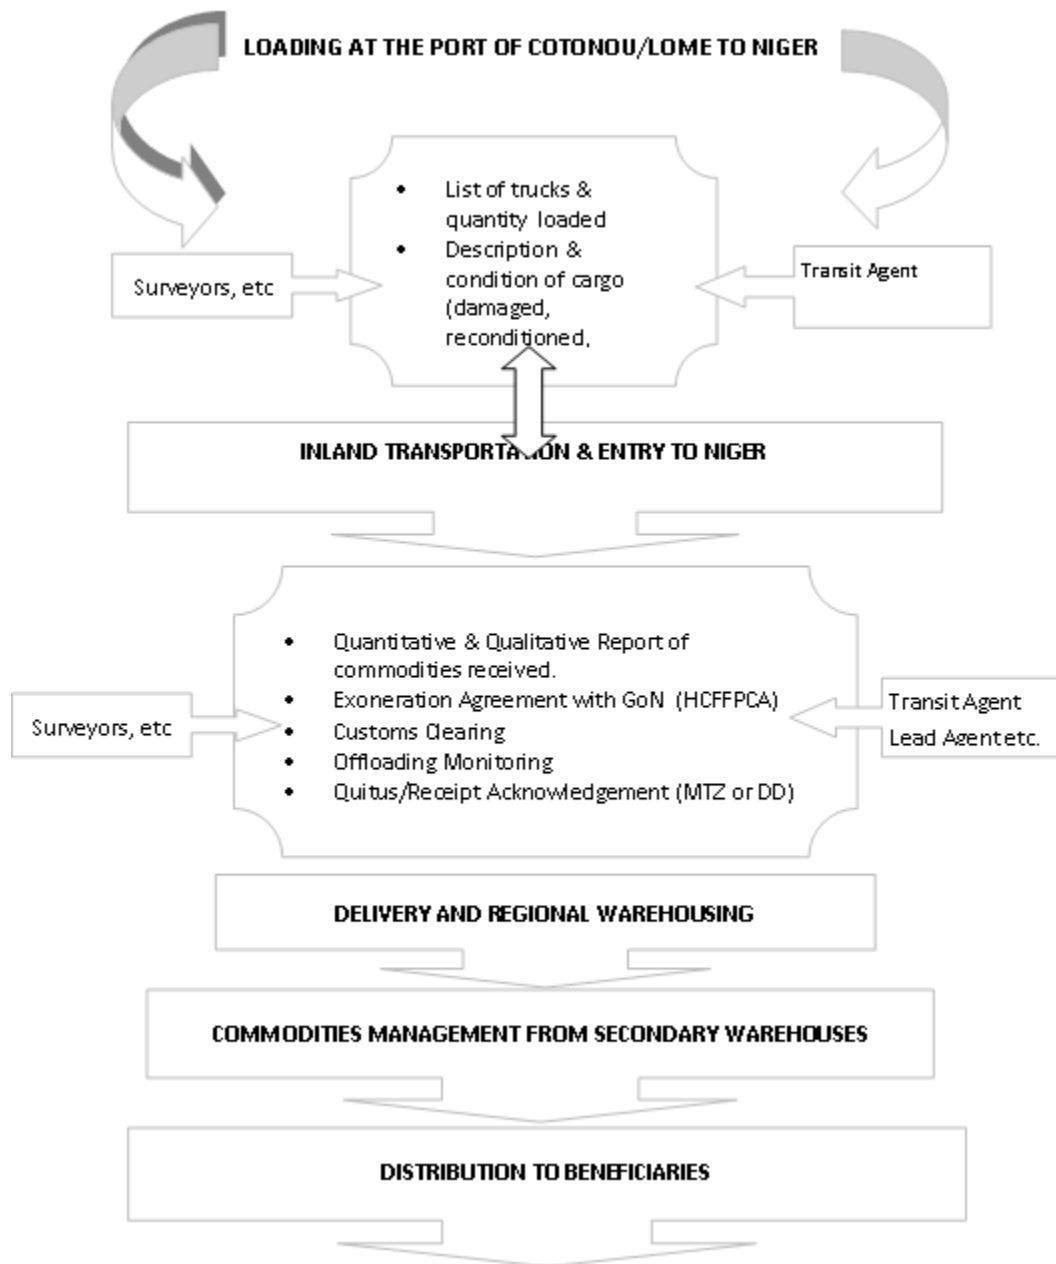 LOADING AT THE PORT OF COTONOU/LOME TO NIGER
• List of trucks &
quantity loaded
• Description &
condition of cargo
(damaged,
reconditioned,
Surveyors, etc
Transit Agent
INLAND TRANSPORTATION & ENTRY TO NIGER
• Quantitative & Qualitative Report of
commodities received.
• Exoneration Agreement with GoN (HCFFPCA)
• Customs Clearing
• Offloading Monitoring
• Quitus/Receipt Acknowledgement (MTZ or DD)
Surveyors, etc
Transit Agent
Lead Agent etc.
DELIVERY AND REGIONAL WAREHOUSING
COMMODITIES MANAGEMENT FROM SECONDARY WAREHOUSES
DISTRIBUTION TO BENEFICIARIES